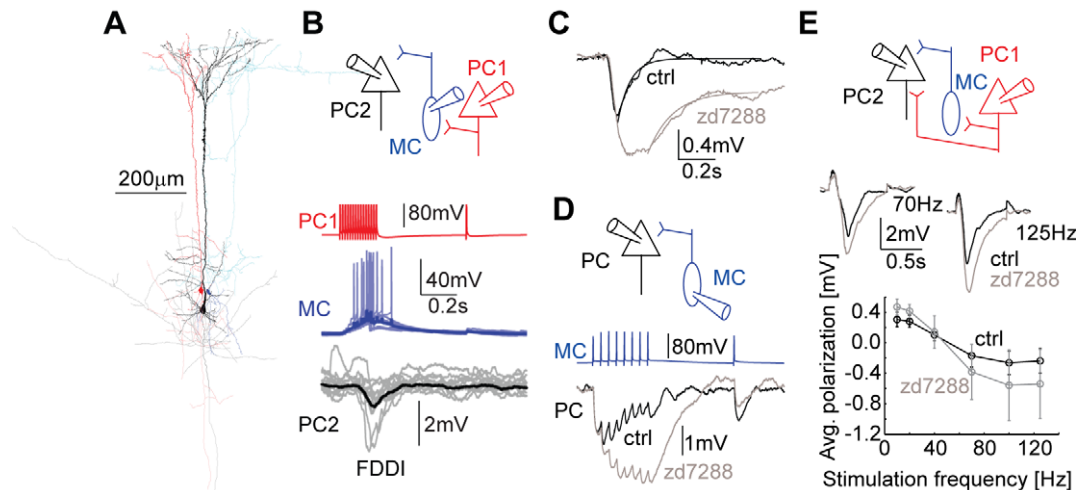 A
200μm
B
PC2
MC
PC1
PC1
80mV
MC
40mV
0.2s
PC2
2mV
FDDI
C
ctrl
zd7288
0.4mV
0.2s
D
PC
MC
MC
80mV
PC
ctrl
zd7288
1mV
E
PC2
MC
PC1
70Hz
2mV
0.5s
125Hz
ctrl
zd7288
Avg. polarization [mV]
0.4
0.0
-0.4
-0.8
-1.2
ctrl
zd7288
0 40 80 120
Stimulation frequency [Hz]